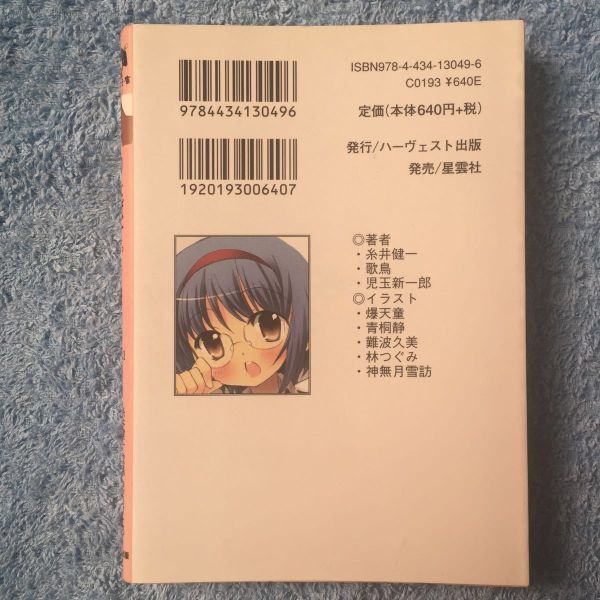 ISBN978-4-434-13049-6
C0193 ¥640E
9784434130496
定価(本体640円+税)
発行/ハーヴェスト出版
発売/星雲社
1920193006407
◎著者
・糸井健一
・歌鳥
・児玉新一郎
◎イラスト
・爆天童
・青桐静
・難波久美
・林つぐみ
・神無月雪訪